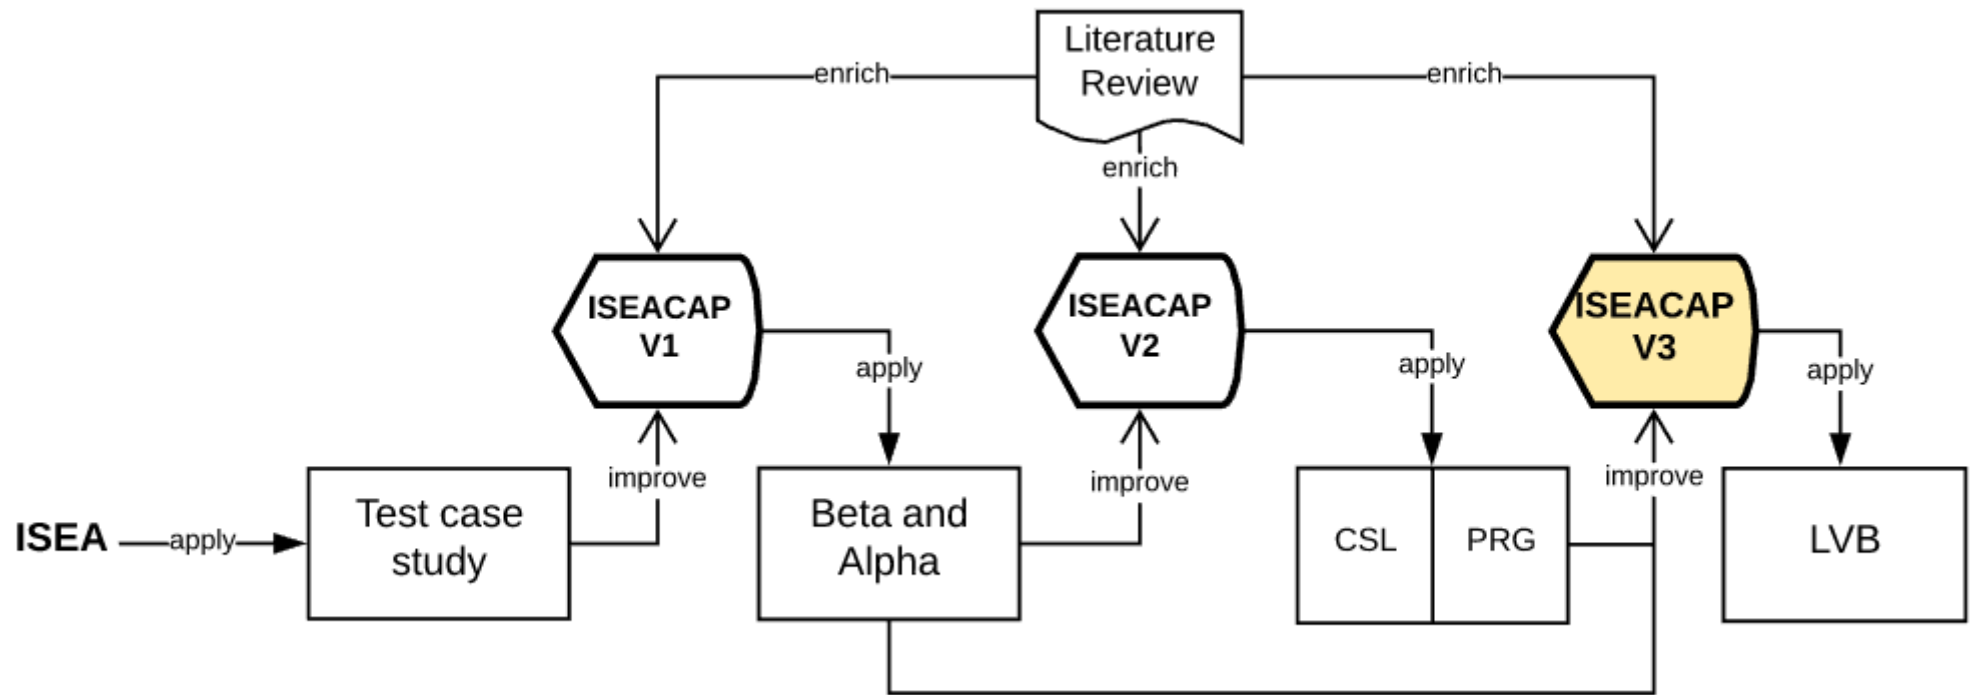 Literature
Review
enrich
enrich
enrich
ISEACAP
V1
ISEACAP
V2
ISEACAP
V3
apply
apply
apply
improve
improve
improve
ISEA
apply
Test case
study
Beta and
Alpha
CSL
PRG
LVB